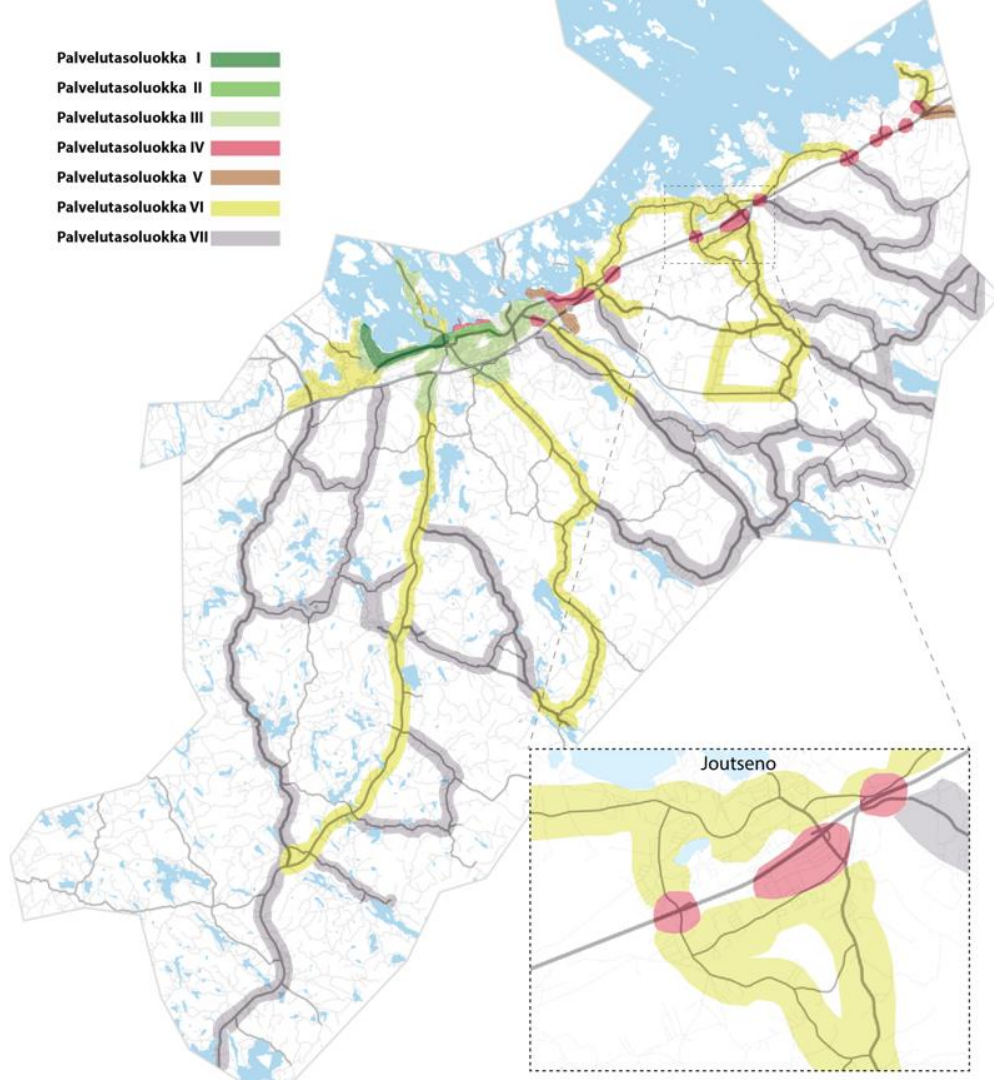 Palvelutasoluokka I
Palvelutasoluokka II
Palvelutasoluokka III
Palvelutasoluokka IV
Palvelutasoluokka V
Palvelutasoluokka VI
Palvelutasoluokka VII
Joutseno